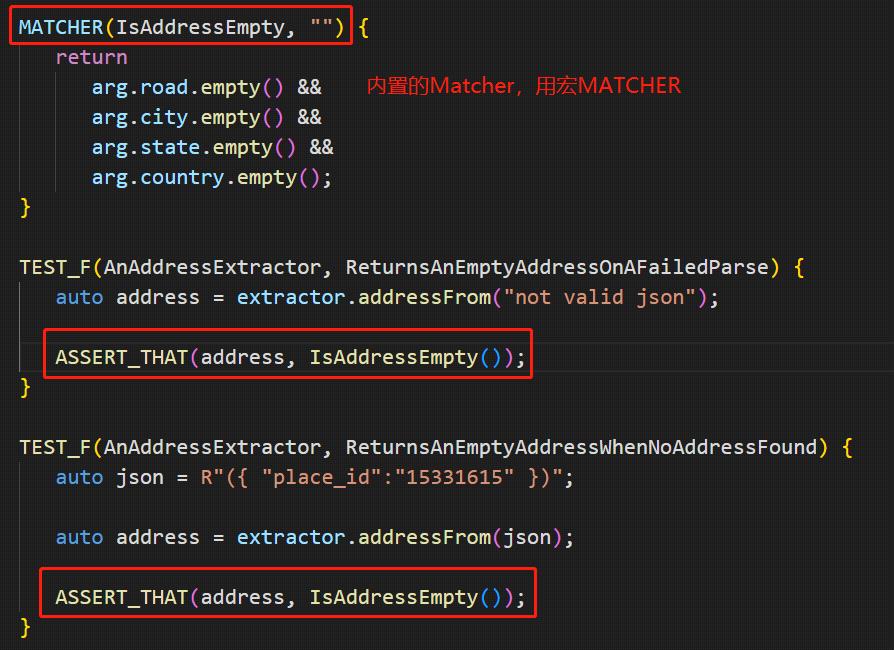 MATCHER(IsAddressEmpty, "") {
return
arg.road.empty() && 内置的Matcher，用宏MATCHER
arg.city.empty() &&
arg.state.empty() &&
arg.country.empty();
}
TEST_F(AnAddressExtractor, ReturnsAnEmptyAddressOnAFailedParse) {
auto address = extractor.addressFrom("not valid json");
ASSERT_THAT(address, IsAddressEmpty());
}
TEST_F(AnAddressExtractor, ReturnsAnEmptyAddressWhenNoAddressFound) {
auto json = R"({ "place_id":"15331615" })";
auto address = extractor.addressFrom(json);
ASSERT_THAT(address, IsAddressEmpty());
}